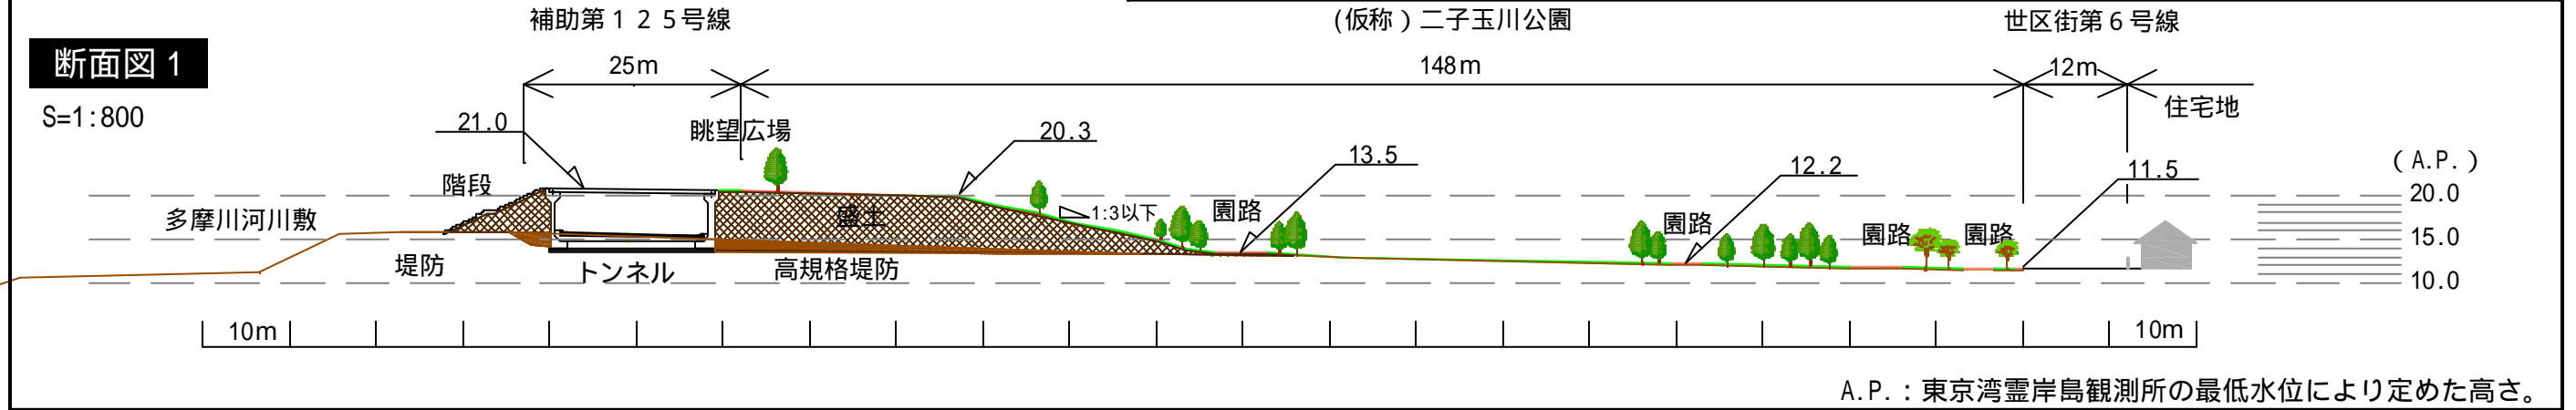 補助第１２５号線
(仮称)二子玉川公園
世区街第６号線
断面図1
25m
148m
12m
S=1:800
住宅地
21.0
眺望広場
20.3
13.5
12.2
11.5
(A.P.)
階段
20.0
多摩川河川敷
盛土
1:3以下
園路
園路
園路
園路
15.0
堤防
トンネル
高規格堤防
10.0
10m
10m
A.P.：東京湾霊岸島観測所の最低水位により定めた高さ。